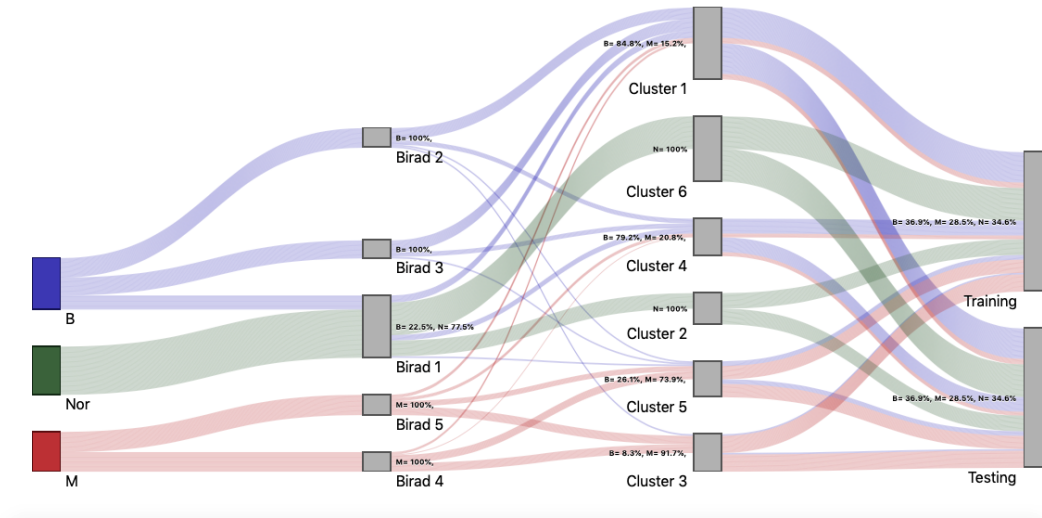 B= 84.8%, M= 15.2%,
Cluster 1
B= 100%,
Birad 2
N= 100%
Cluster 6
B= 36.9%, M= 28.5%, N= 34.6%
B= 79.2%, M= 20.8%,
B= 100%,
Birad 3
Cluster 4
Training
N= 100%
B
Cluster 2
B= 22.5%, N= 77.5%
Birad 1
B= 26.1%, M= 73.9%,
Nor
M= 100%,
Cluster 5
B= 36.9%, M= 28.5%, N= 34.6%
Birad 5
B= 8.3%, M= 91.7%,
M= 100%,
M
Birad 4
Cluster 3
Testing